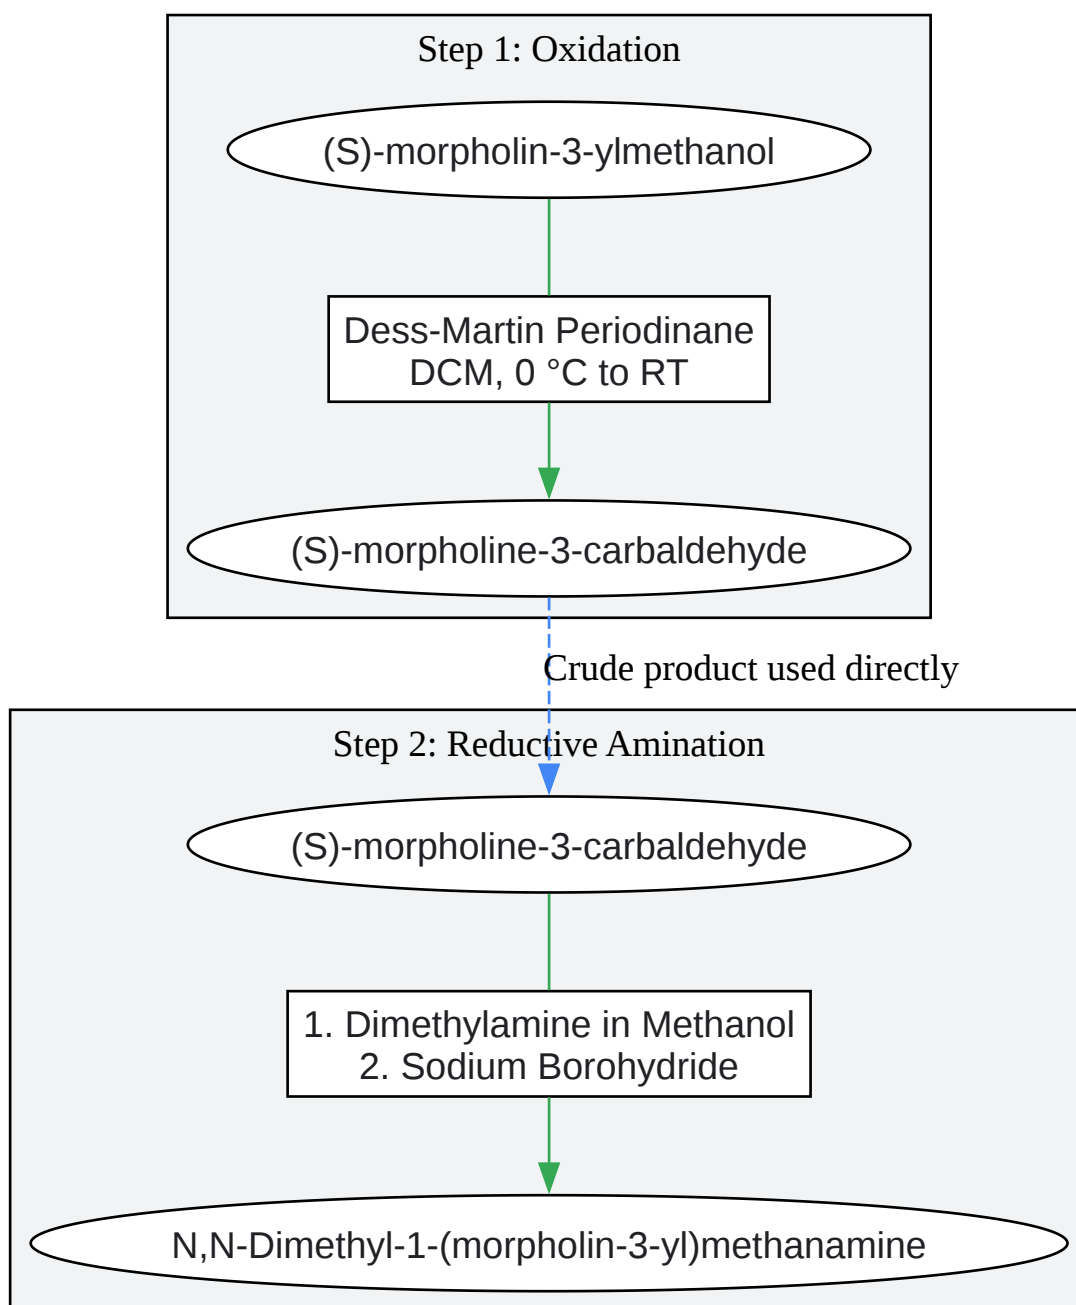 Step 1: Oxidation
(S)-morpholin-3-ylmethanol
Dess-Martin Periodinane
DCM, 0 °C to RT
(S)-morpholine-3-carbaldehyde
Crude product used directly
Step 2: Reductive Amination
(S)-morpholine-3-carbaldehyde
1. Dimethylamine in Methanol
2. Sodium Borohydride
N,N-Dimethyl-1-(morpholin-3-yl)methanamine